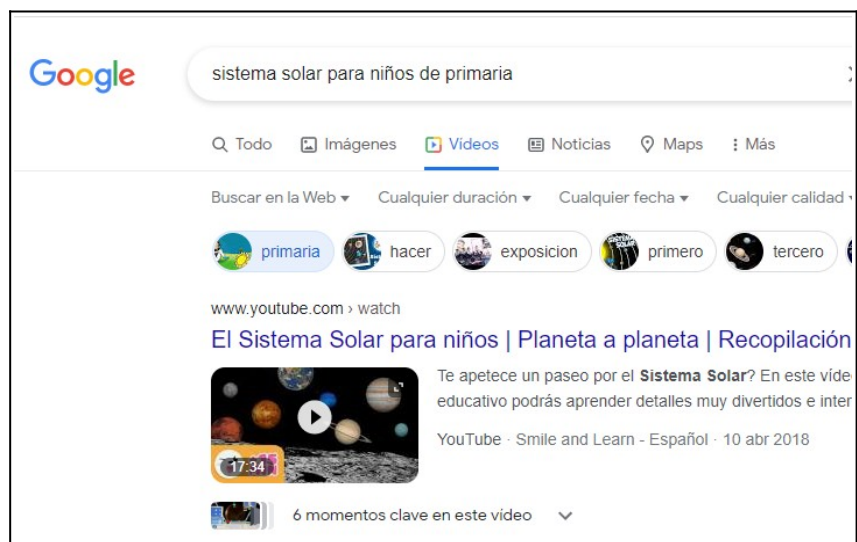 Google
sistema solar para niños de primaria
Todo Imágenes Vídeos Noticias Maps Más
Buscar en la Web Cualquier duración Cualquier fecha Cualquier calidad
primaria hacer exposicion primero tercero
www.youtube.com › watch
El Sistema Solar para niños | Planeta a planeta | Recopilación
Te apetece un paseo por el Sistema Solar? En este víde
educativo podrás aprender detalles muy divertidos e inter
YouTube · Smile and Learn - Español · 10 abr 2018
17:34
6 momentos clave en este vídeo